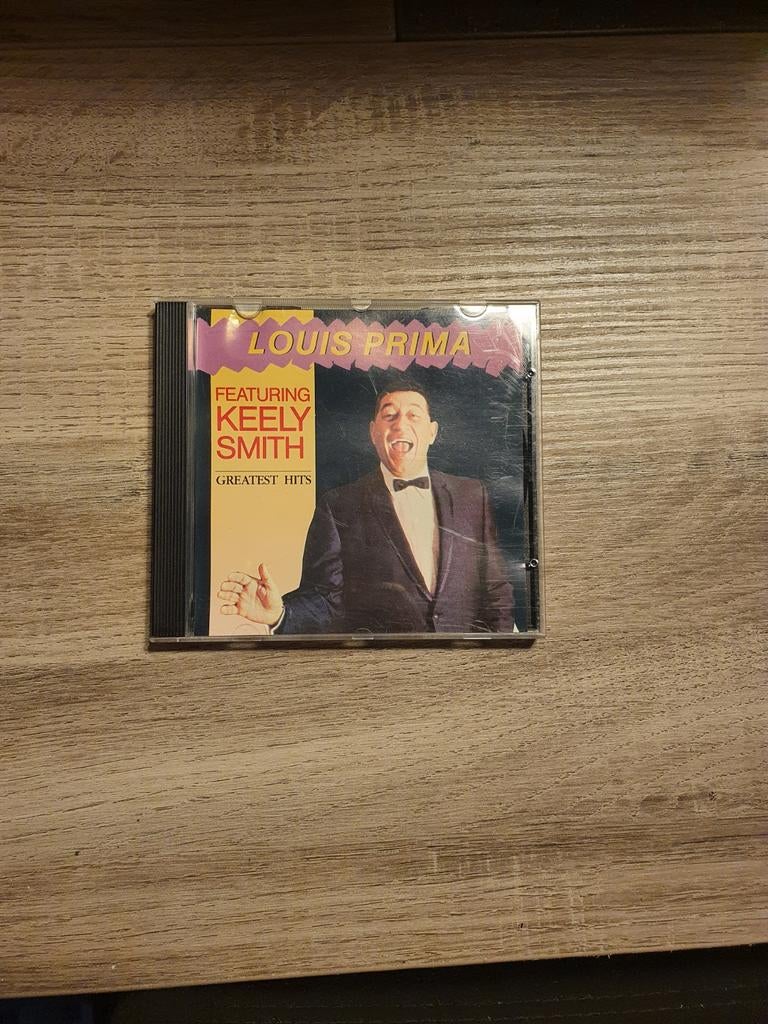 LOUIS PRIMA
FEATURING
KEELY
SMITH
GREATEST HITS